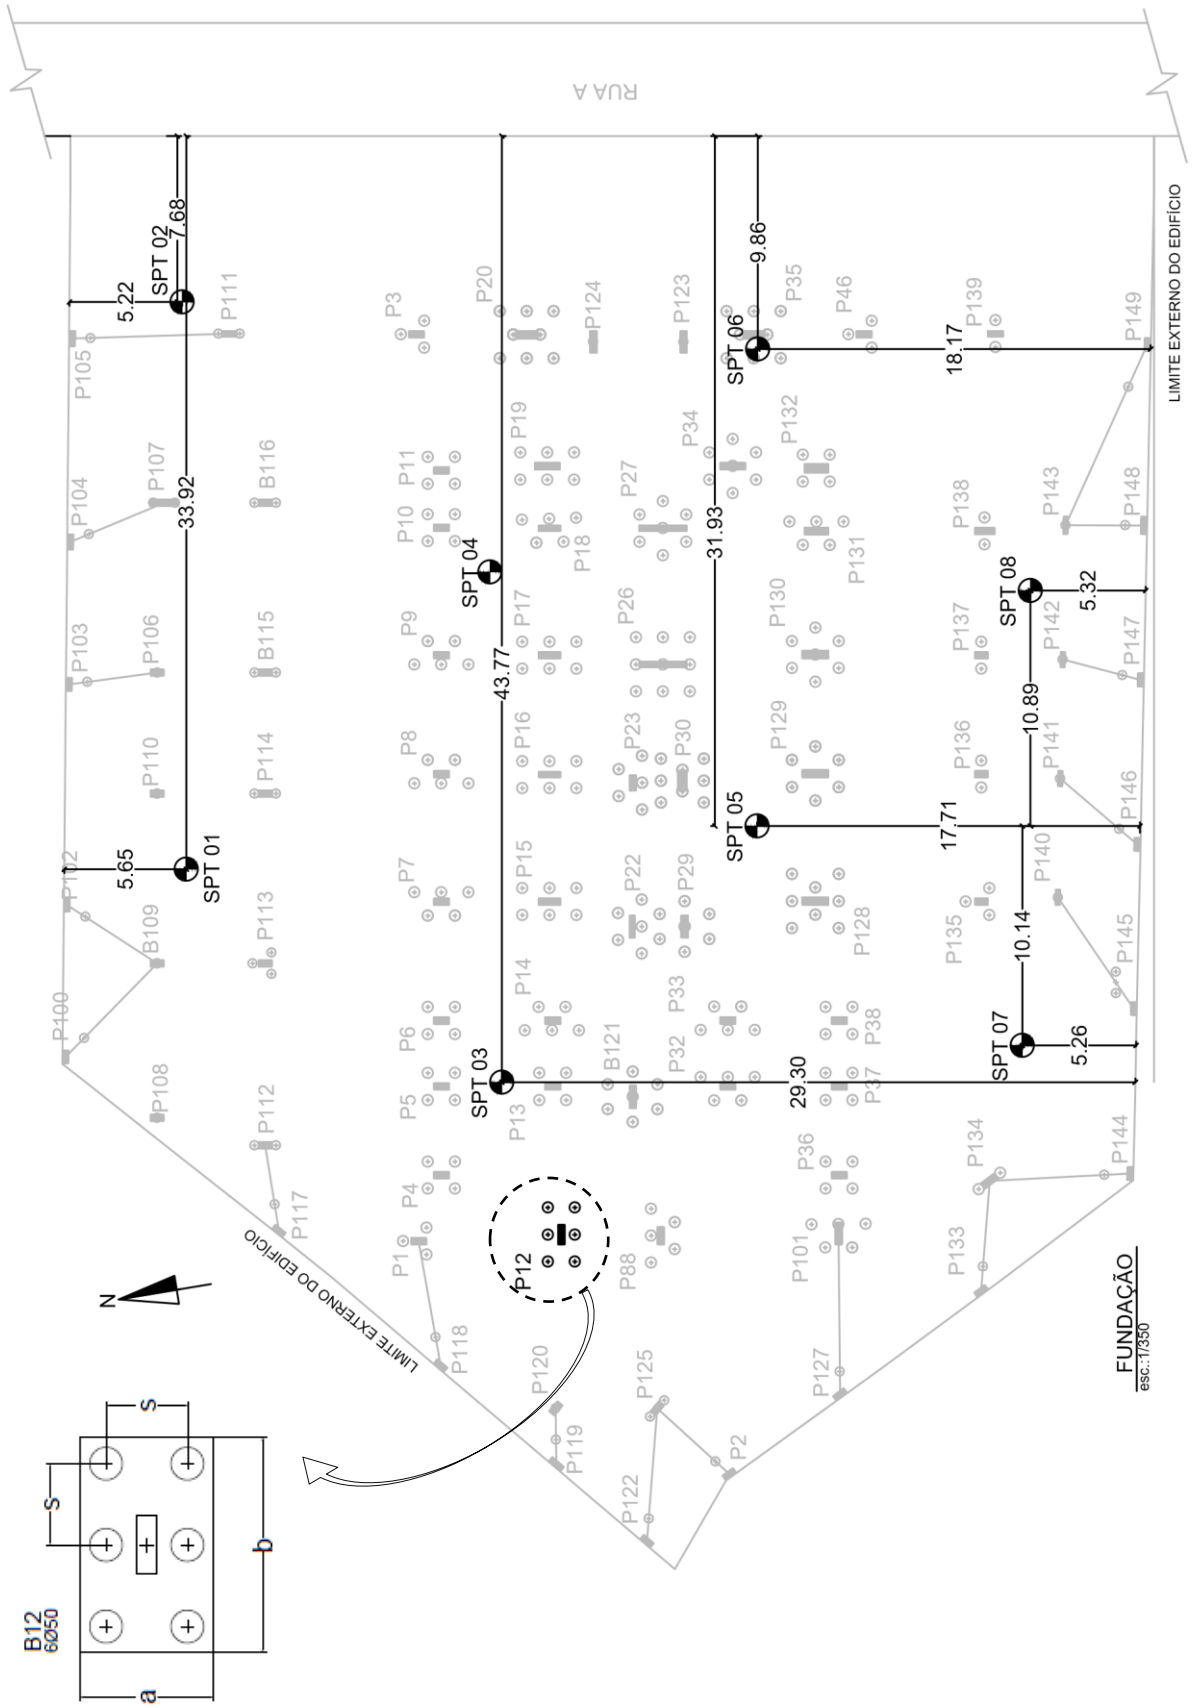 RUA A
LIMITE EXTERNO DO EDIFÍCIO
SPT 02
7.68
5.22
P105
P111
P3
P20
P124
P123
9.86
SPT 06
P35
P46
P139
18.17
P149
P104
P107
B116
33.92
P11
P10
P19
P18
P27
P34
31.93
P132
P131
P138
P143
P148
SPT 04
P103
P106
B115
P9
P17
43.77
P26
P130
P137
SPT 08
5.32
P142
P147
10.89
P110
P114
P8
P16
P23
P30
P129
P136
P141
P146
SPT 05
17.71
P102
5.65
SPT 01
B109
P113
P7
P15
P22
P29
P128
P135
P140
10.14
P145
P100
P108
P112
P6
P5
P14
SPT 03
P13
B121
P33
P32
29.30
P38
P37
SPT 07
5.26
P117
P4
P1
P12
P88
P36
P101
P134
P133
P144
LIMITE EXTERNO DO EDIFÍCIO
N
P118
P120
P119
P125
P122
P2
P127
FUNDAÇÃO
esc.:1/350
B12
6Ø50
s
s
a
b